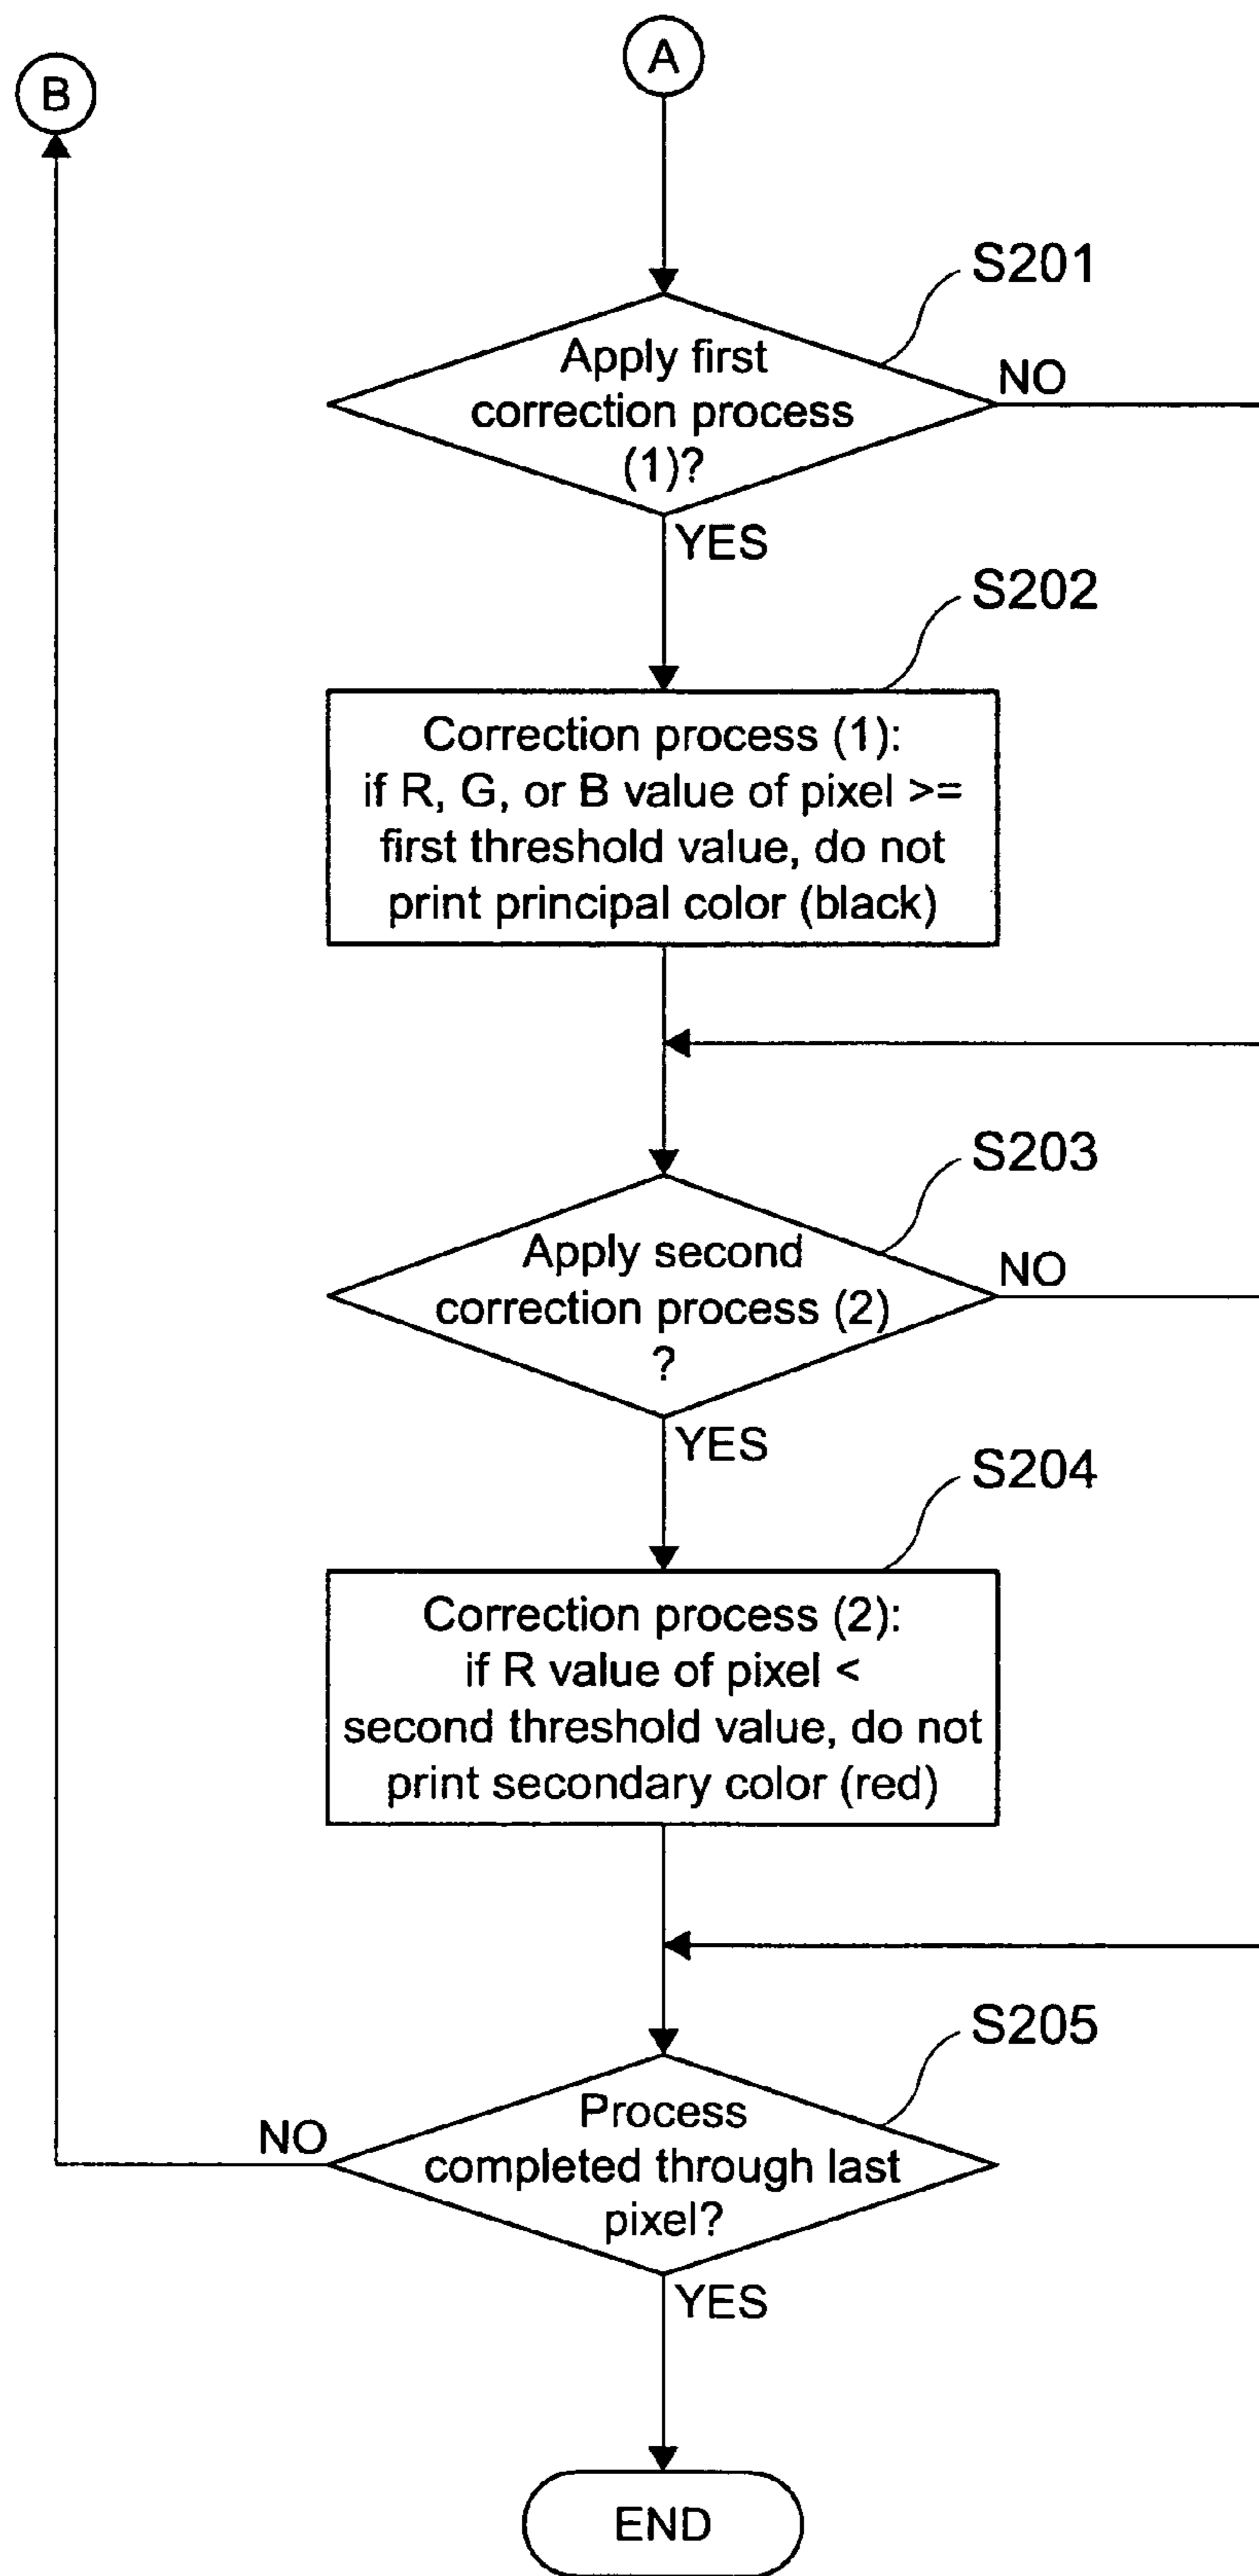 A
B
S201
Apply first
correction process
(1)?
NO
YES
S202
Correction process (1):
if R, G, or B value of pixel >=
first threshold value, do not
print principal color (black)
S203
Apply second
correction process (2)
?
NO
YES
S204
Correction process (2):
if R value of pixel <
second threshold value, do not
print secondary color (red)
S205
Process
completed through last
pixel?
NO
YES
END